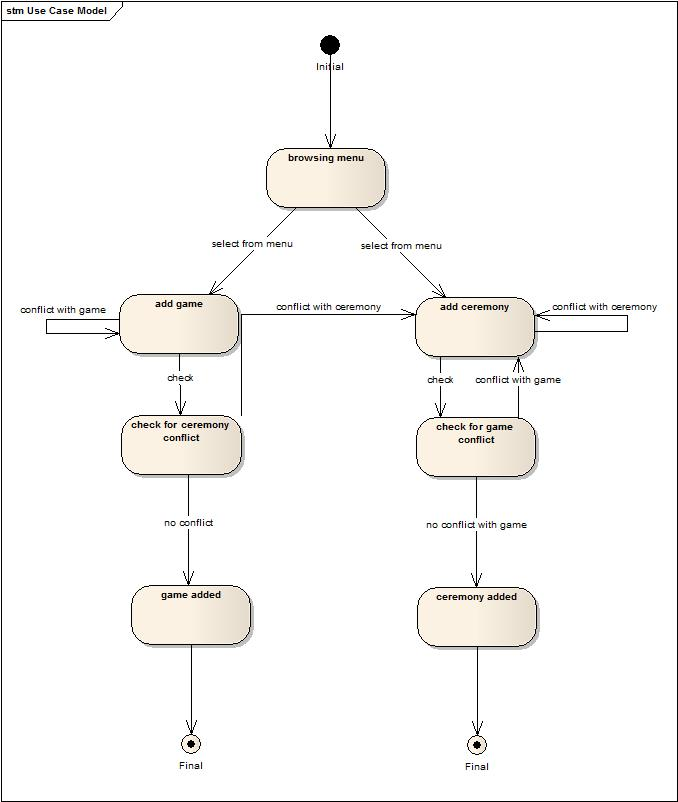 stm Use Case Model
Initial
browsing menu
select from menu
select from menu
add game
add ceremony
conflict with game
conflict with ceremony
conflict with ceremony
check
check
conflict with game
check for ceremony
conflict
check for game
conflict
no conflict
no conflict with game
game added
ceremony added
Final
Final